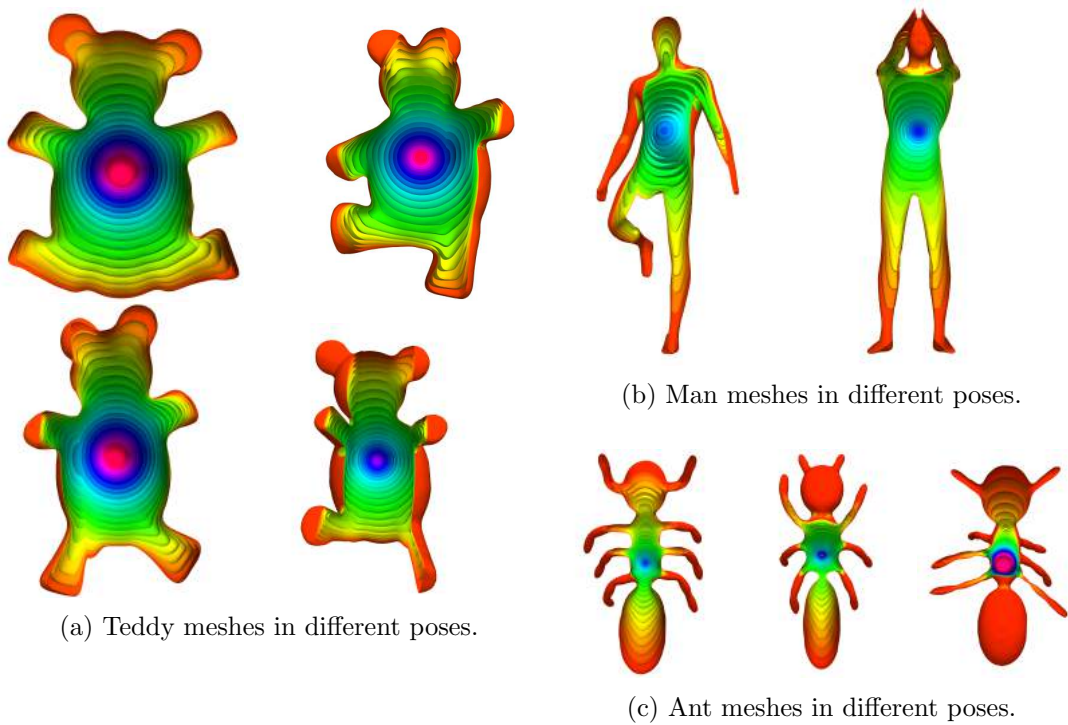 (b) Man meshes in different poses.
(a) Teddy meshes in different poses.
(c) Ant meshes in different poses.